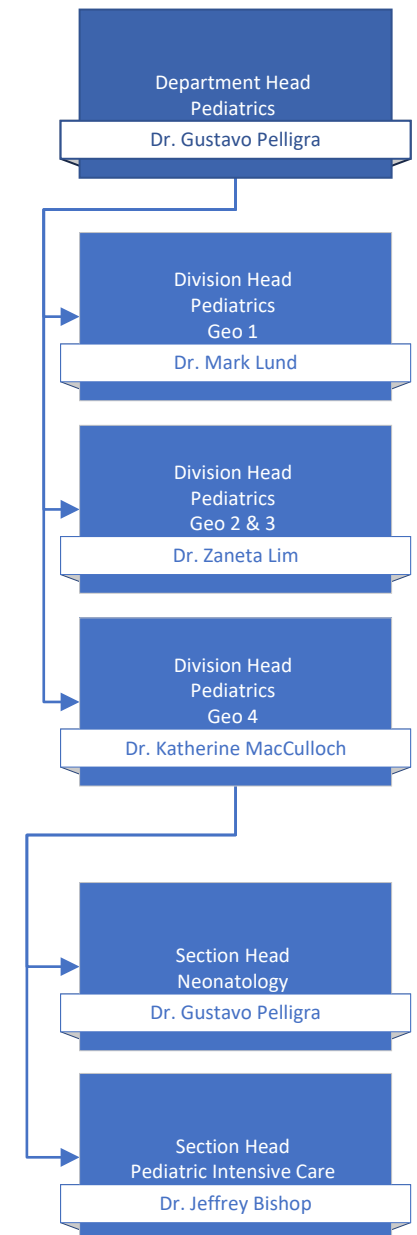 Department Head
Pediatrics
Dr. Gustavo Pelligra
Division Head
Pediatrics
Geo 1
Dr. Mark Lund
Division Head
Pediatrics
Geo 2 & 3
Dr. Zaneta Lim
Division Head
Pediatrics
Geo 4
Dr. Katherine MacCulloch
Section Head
Neonatology
Dr. Gustavo Pelligra
Section Head
Pediatric Intensive Care
Dr. Jeffrey Bishop